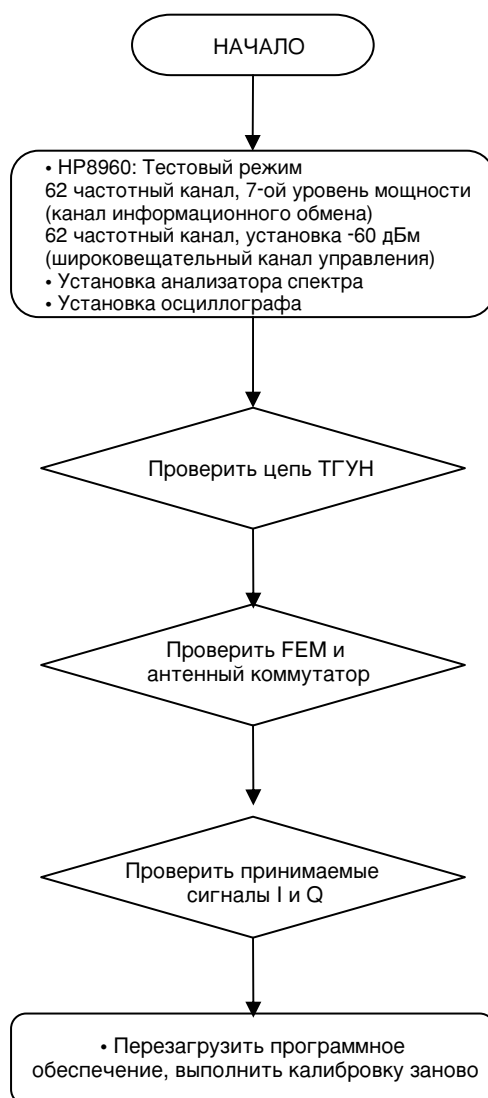 НАЧАЛО
• HP8960: Тестовый режим
62 частотный канал, 7-ой уровень мощности
(канал информационного обмена)
62 частотный канал, установка -60 дБм
(широковещательный канал управления)
• Установка анализатора спектра
• Установка осциллографа
Проверить цепь ТГУН
Проверить FEM и
антенный коммутатор
Проверить принимаемые
сигналы I и Q
• Перезагрузить программное
обеспечение, выполнить калибровку заново